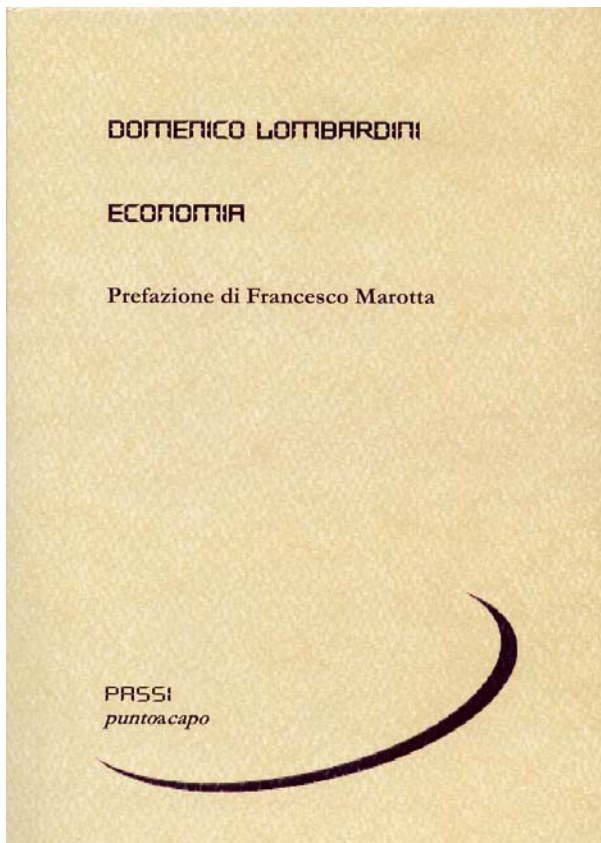 DOMENICO LOMBARDINI
ECONOMIA
Prefazione di Francesco Marotta
PASSI
puntoacapo